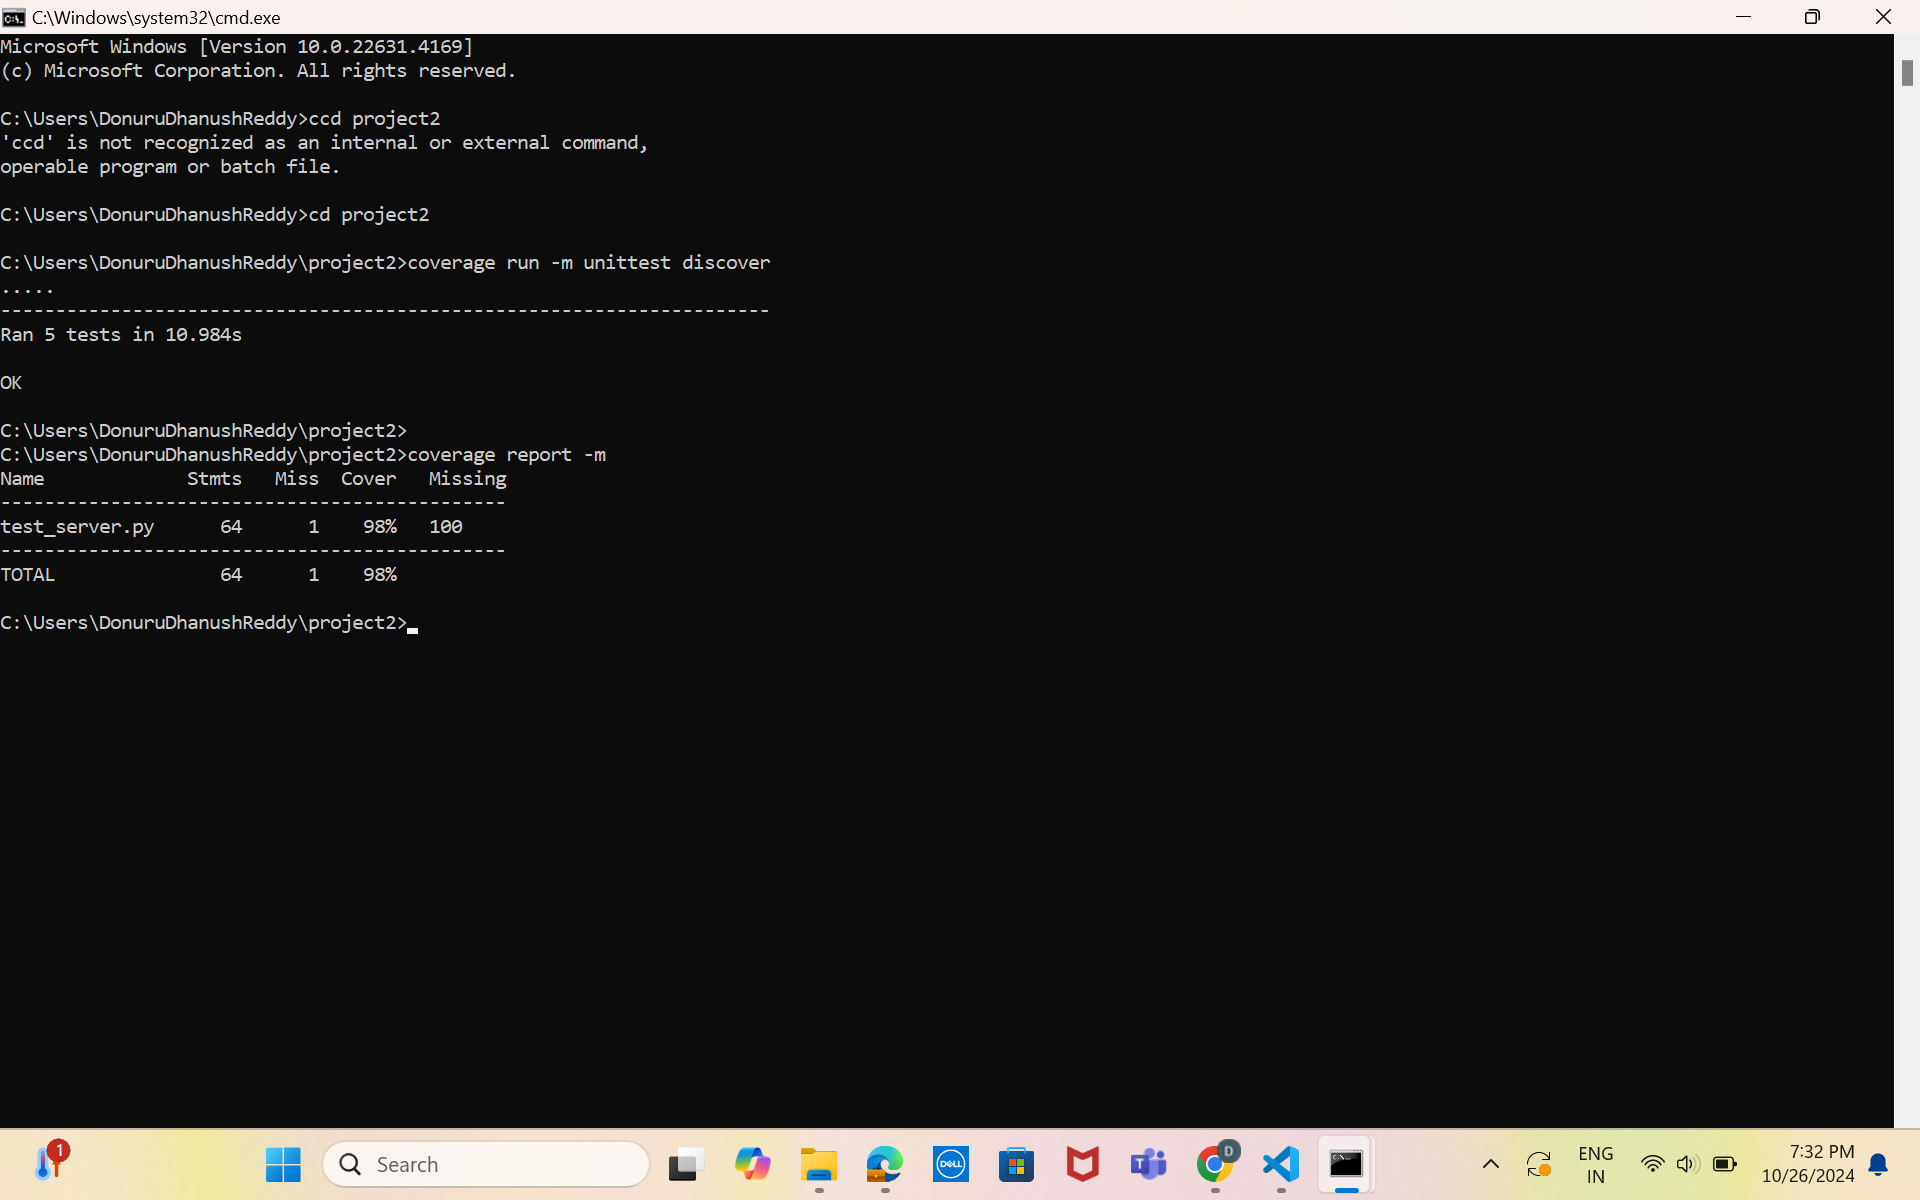 C:\Windows\system32\cmd.exe
Microsoft Windows [Version 10.0.22631.4169]
(c) Microsoft Corporation. All rights reserved.
C:\Users\DonuruDhanushReddy>ccd project2
'ccd' is not recognized as an internal or external command,
operable program or batch file.
C:\Users\DonuruDhanushReddy>cd project2
C:\Users\DonuruDhanushReddy\project2>coverage run -m unittest discover
.....
----------------------------------------------------------------------
Ran 5 tests in 10.984s
OK
C:\Users\DonuruDhanushReddy\project2>
C:\Users\DonuruDhanushReddy\project2>coverage report -m
Name             Stmts   Miss  Cover   Missing
----------------------------------------------
test_server.py      64      1    98%   100
----------------------------------------------
TOTAL               64      1    98%
C:\Users\DonuruDhanushReddy\project2>
1
Search
DELL
D
ENG
IN
7:32 PM
10/26/2024